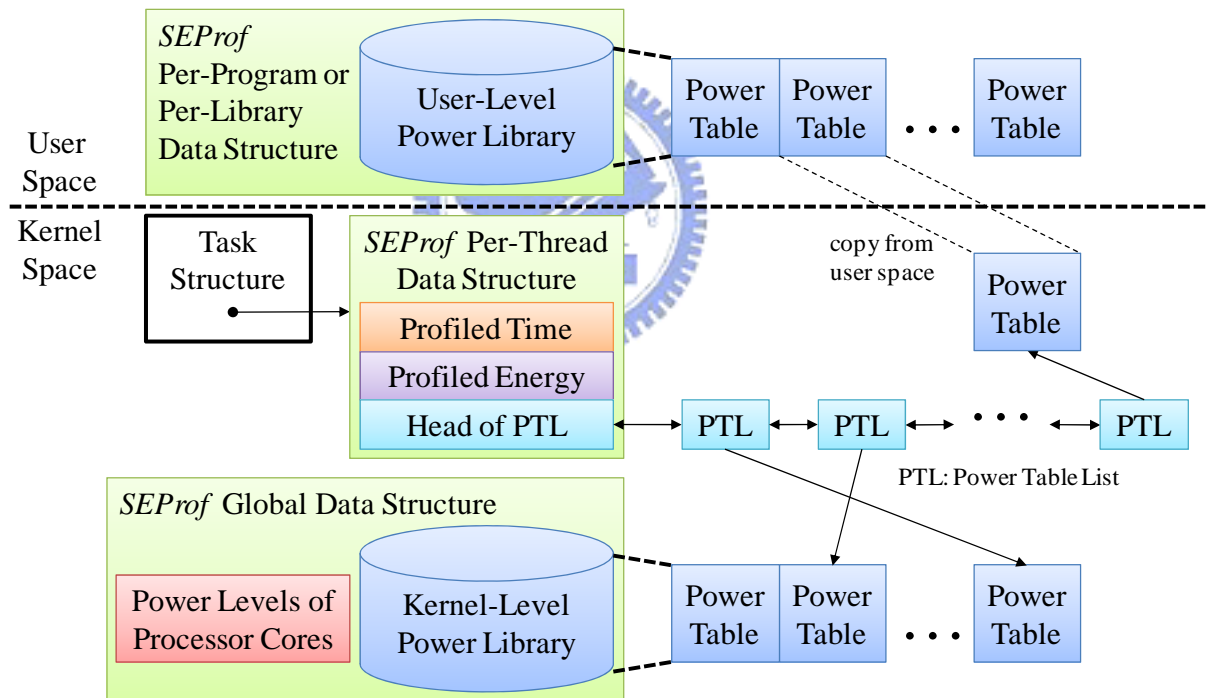 SEProf
Per-Program or
Per-Library
Data Structure
User-Level
Power Library
Power
Table
Power
Table
• • •
Power
Table
User
Space
Kernel
Space
Task
Structure
SEProf Per-Thread
Data Structure
Profiled Time
Profiled Energy
Head of PTL
copy from
user space
Power
Table
PTL
PTL
• • •
PTL
PTL: Power Table List
SEProf Global Data Structure
Power Levels of
Processor Cores
Kernel-Level
Power Library
Power
Table
Power
Table
• • •
Power
Table